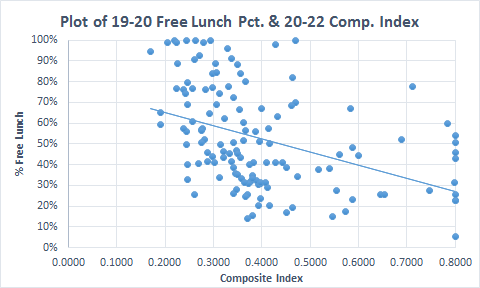 Plot of 19-20 Free Lunch Pct. & 20-22 Comp. Index
% Free Lunch
100%
90%
80%
70%
60%
50%
40%
30%
20%
10%
0%
0.0000 0.1000 0.2000 0.3000 0.4000 0.5000 0.6000 0.7000 0.8000
Composite Index